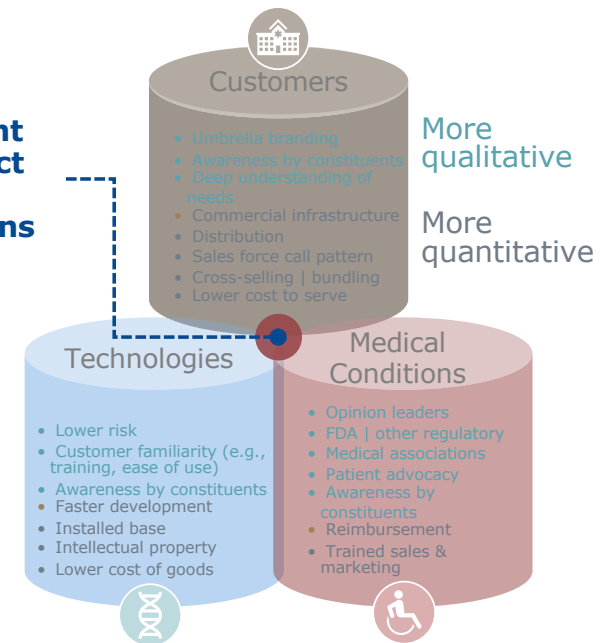 Customers
• Umbrella branding
• Awareness by constituents
• Deep understanding of
needs
• Commercial infrastructure
• Distribution
• Sales force call pattern
• Cross-selling | bundling
• Lower cost to serve
More
qualitative
More
quantitative
nt
ct
ns
Technologies
• Lower risk
• Customer familiarity (e.g.,
training, ease of use)
• Awareness by constituents
• Faster development
• Installed base
• Intellectual property
• Lower cost of goods
Medical
Conditions
• Opinion leaders
• FDA | other regulatory
• Medical associations
• Patient advocacy
• Awareness by
constituents
• Reimbursement
• Trained sales &
marketing